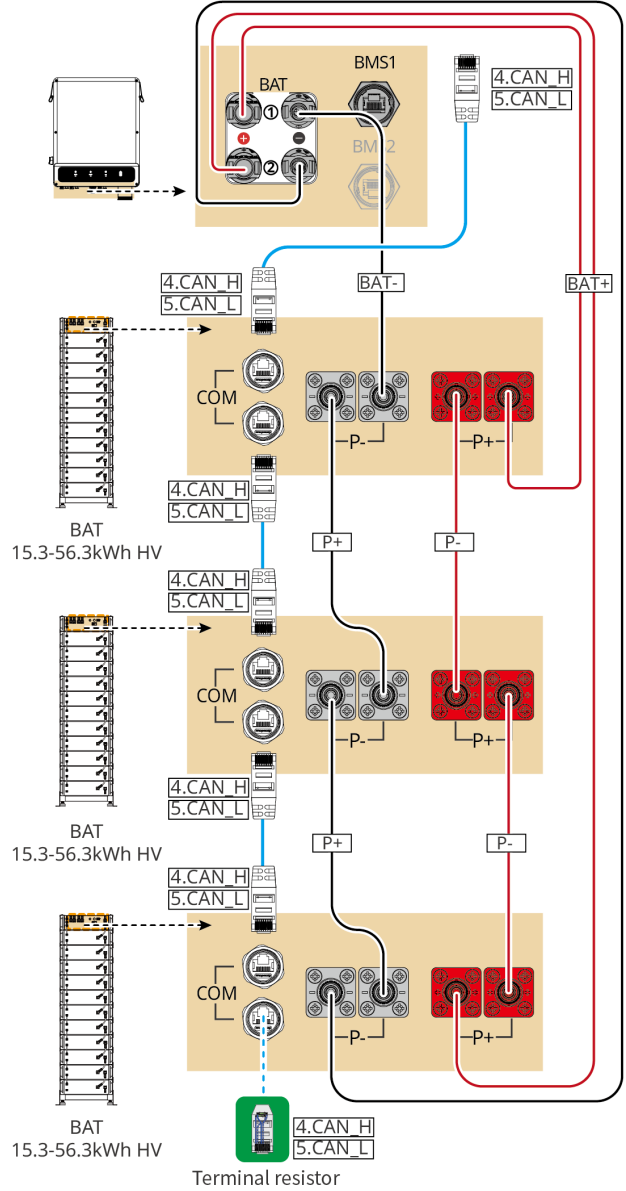 BMS1
BAT
①
+
−
BMS2
②
4.CAN_H
5.CAN_L
4.CAN_H
5.CAN_L
BAT-
BAT+
COM
P-
P+
4.CAN_H
5.CAN_L
BAT
15.3-56.3kWh HV
P+
P-
4.CAN_H
5.CAN_L
COM
P-
P+
4.CAN_H
5.CAN_L
BAT
15.3-56.3kWh HV
P+
P-
4.CAN_H
5.CAN_L
COM
P-
P+
BAT
15.3-56.3kWh HV
4.CAN_H
5.CAN_L
Terminal resistor